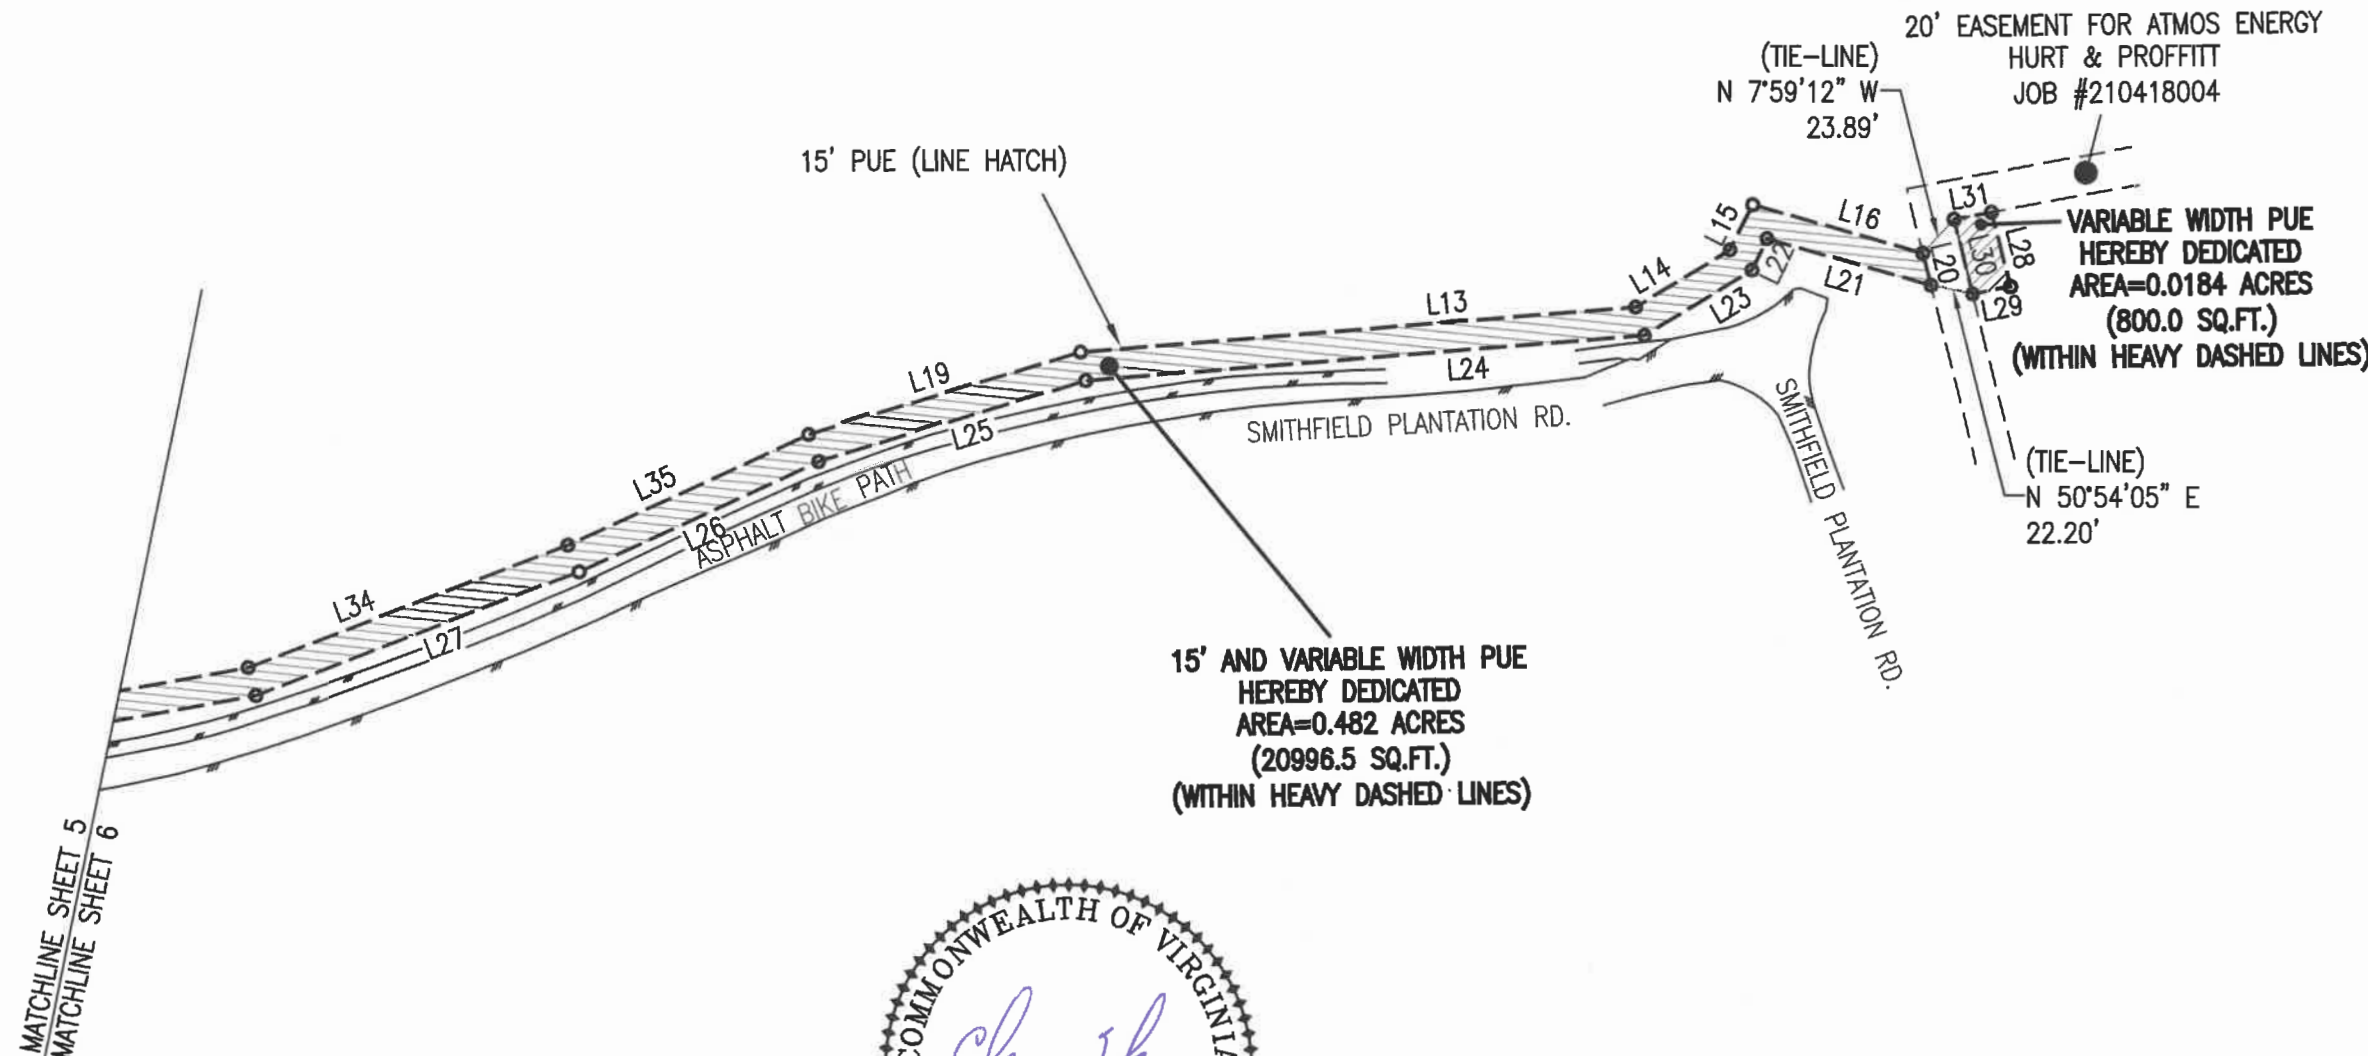 20' EASEMENT FOR ATMOS ENERGY
HURT & PROFFITT
JOB #210418004
(TIE-LINE)
N 7°59'12" W
23.89'
15' PUE (LINE HATCH)
L31
L16
L15
L28
L30
L20
L22
L21
L29
L14
L23
L13
L24
L19
L25
L35
L26
L34
L27
VARIABLE WIDTH PUE
HEREBY DEDICATED
AREA=0.0184 ACRES
(800.0 SQ.FT.)
(WITHIN HEAVY DASHED LINES)
SMITHFIELD PLANTATION RD.
SMITHFIELD PLANTATION RD.
ASPHALT BIKE PATH
(TIE-LINE)
N 50°54'05" E
22.20'
15' AND VARIABLE WIDTH PUE
HEREBY DEDICATED
AREA=0.482 ACRES
(20996.5 SQ.FT.)
(WITHIN HEAVY DASHED LINES)
MATCHLINE SHEET 5
MATCHLINE SHEET 6
COMMONWEALTH OF VIRGINIA